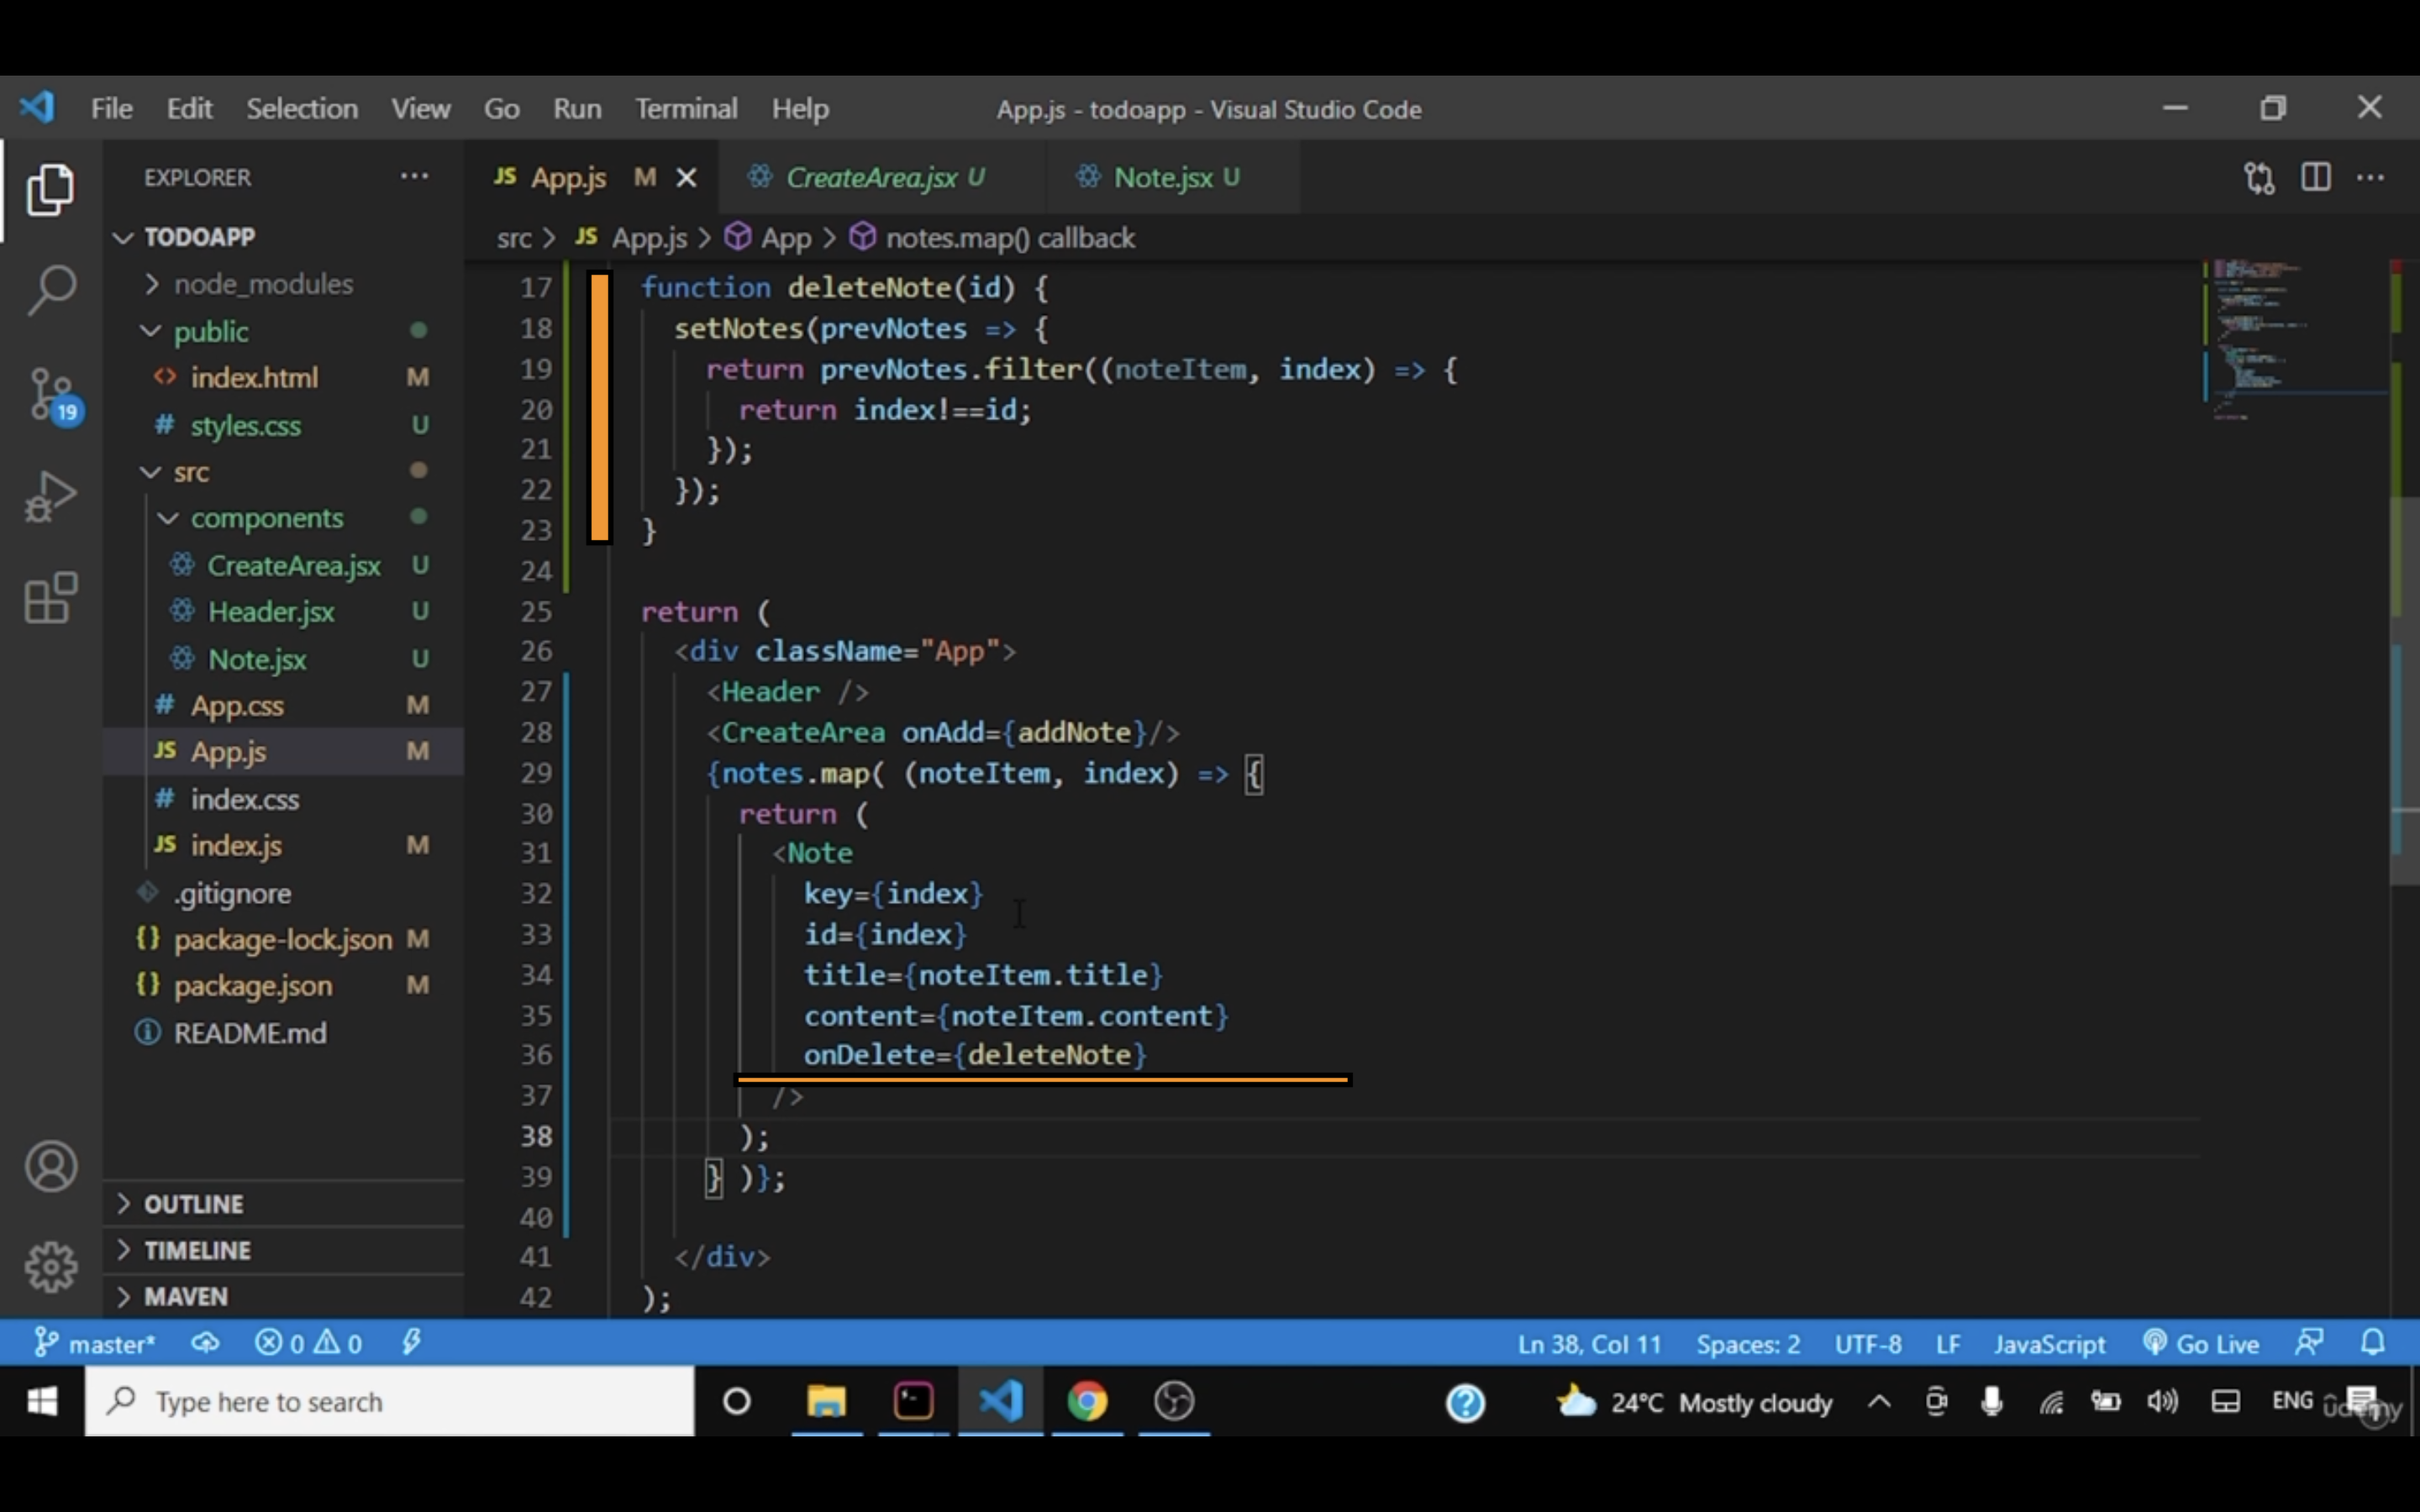 File Edit Selection View Go Run Terminal Help App.js - todoapp - Visual Studio Code
EXPLORER ···
TODOAPP
node_modules
public
index.html M
styles.css U
src
components
CreateArea.jsx U
Header.jsx U
Note.jsx U
App.css M
App.js M
index.css
index.js M
.gitignore
package-lock.json M
package.json M
README.md
OUTLINE
TIMELINE
MAVEN
19
JS App.js M CreateArea.jsx U Note.jsx U
src > JS App.js > App > notes.map() callback
17 function deleteNote(id) {
18 setNotes(prevNotes => {
19 return prevNotes.filter((noteItem, index) => {
20 return index!==id;
21 });
22 });
23 }
24
25 return (
26 <div className="App">
27 <Header />
28 <CreateArea onAdd={addNote}/>
29 {notes.map( (noteItem, index) => {
30 return (
31 <Note
32 key={index}
33 id={index}
34 title={noteItem.title}
35 content={noteItem.content}
36 onDelete={deleteNote}
37 />
38 );
39 } )};
40
41 </div>
42 );
master* 0 0 Ln 38, Col 11 Spaces: 2 UTF-8 LF JavaScript Go Live
Type here to search 24°C Mostly cloudy ENG ûdemy